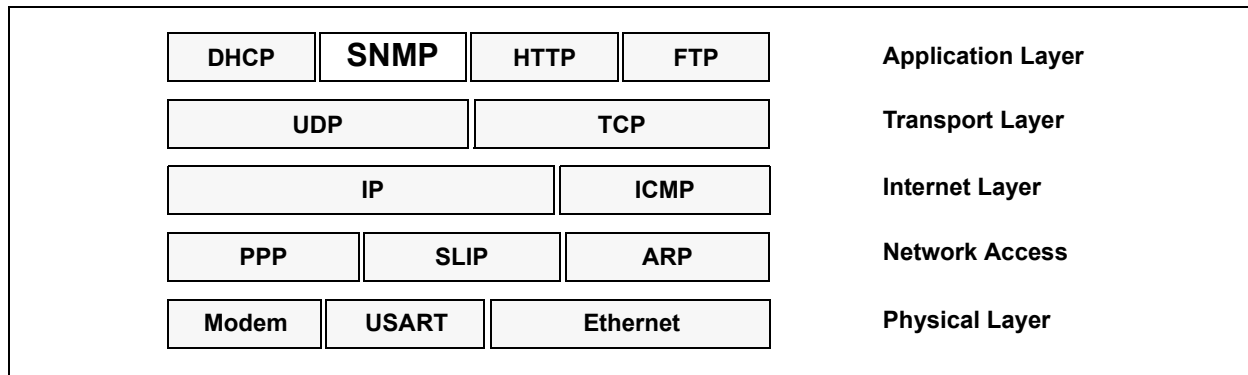 DHCP SNMP HTTP FTP Application Layer
UDP TCP Transport Layer
IP ICMP Internet Layer
PPP SLIP ARP Network Access
Modem USART Ethernet Physical Layer